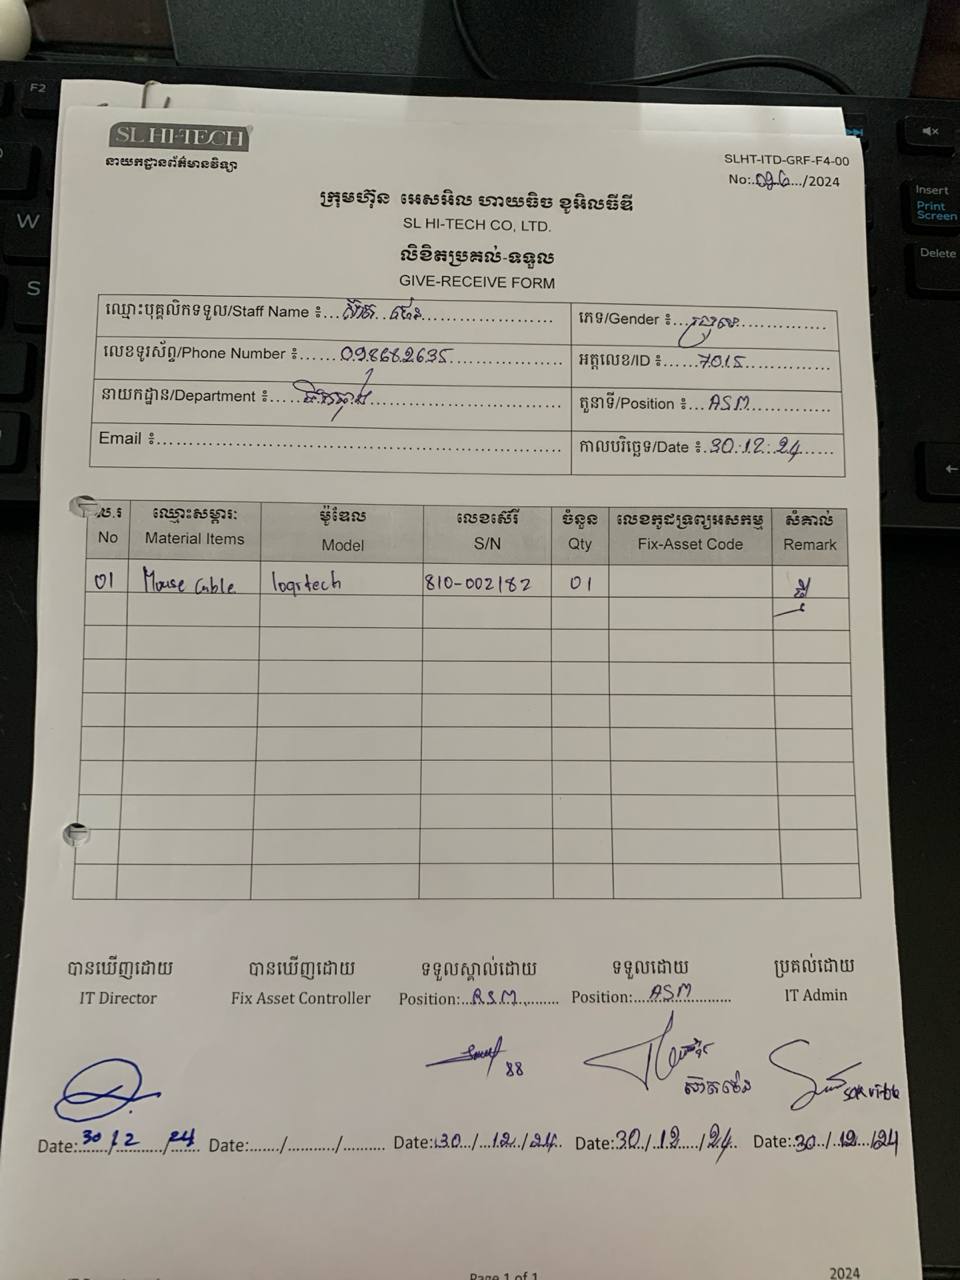 SL HI-TECH
នាយកដ្ឋានព័ត៌មានវិទ្យា
SLHT-ITD-GRF-F4-00
No:.096.../2024
ក្រុមហ៊ុន អេសអិល ហាយធិច ខូអិលធីឌី
SL HI-TECH CO, LTD.
លិខិតប្រគល់-ទទួល
GIVE-RECEIVE FORM
ឈ្មោះបុគ្គលិកទទួល/Staff Name ៖ ភេទ/Gender ៖
លេខទូរស័ព្ទ/Phone Number ៖ 098682635 អត្តលេខ/ID ៖ 7015
នាយកដ្ឋាន/Department ៖ តួនាទី/Position ៖ ASM
Email ៖ កាលបរិច្ឆេទ/Date ៖ 30.12.24
ល.រ ឈ្មោះសម្ភារៈ ម៉ូឌែល លេខស៊េរី ចំនួន លេខកូដទ្រព្យអសកម្ម សំគាល់
No Material Items Model S/N Qty Fix-Asset Code Remark
01 Mouse Cable logitech 810-002182 01 ថ្មី
បានឃើញដោយ បានឃើញដោយ ទទួលស្គាល់ដោយ ទទួលដោយ ប្រគល់ដោយ
IT Director Fix Asset Controller Position: RSM Position: ASM IT Admin
88
Date: 30/12/24 Date:....../.........../.......... Date: 30/12/24 Date: 30/12/24 Date: 30/12/24
Page 1 of 1
2024
F2
W
S
Insert
Print
Screen
Delete